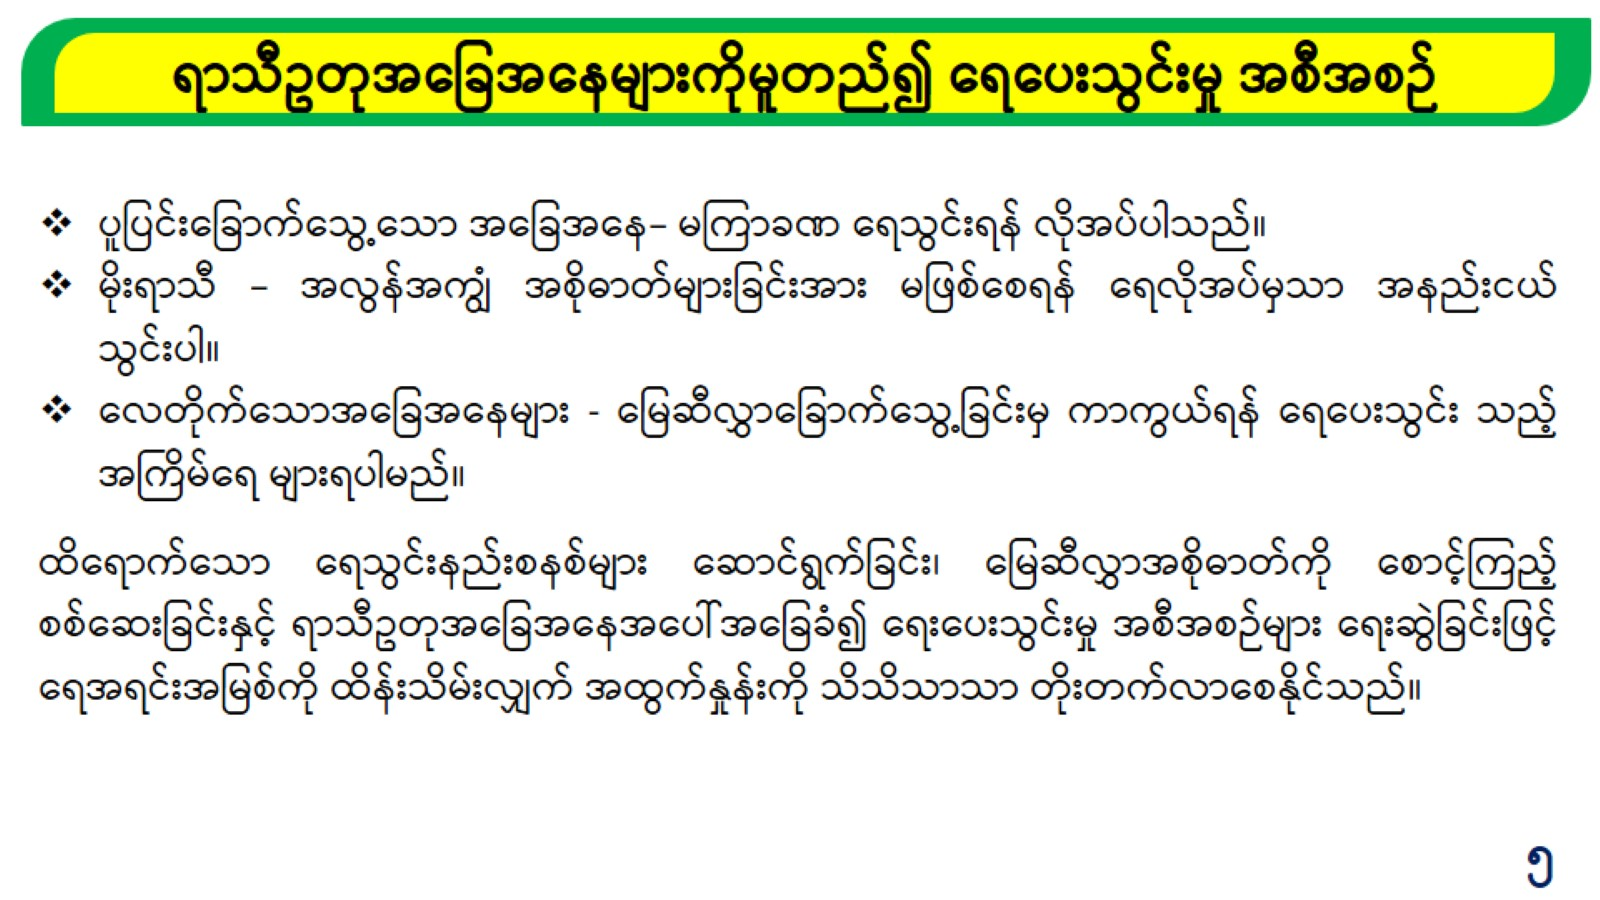 ရာသီဥတုအခြေအနေများကိုမူတည်၍ ရေပေးသွင်းမှု အစီအစဉ်
❖ ပူပြင်းခြောက်သွေ့သော အခြေအနေ– မကြာခဏ ရေသွင်းရန် လိုအပ်ပါသည်။
❖ မိုးရာသီ – အလွန်အကျွံ အစိုဓာတ်များခြင်းအား မဖြစ်စေရန် ရေလိုအပ်မှသာ အနည်းငယ်
သွင်းပါ။
❖ လေတိုက်သောအခြေအနေများ - မြေဆီလွှာခြောက်သွေ့ခြင်းမှ ကာကွယ်ရန် ရေပေးသွင်း သည့်
အကြိမ်ရေ များရပါမည်။
ထိရောက်သော ရေသွင်းနည်းစနစ်များ ဆောင်ရွက်ခြင်း၊ မြေဆီလွှာအစိုဓာတ်ကို စောင့်ကြည့်
စစ်ဆေးခြင်းနှင့် ရာသီဥတုအခြေအနေအပေါ် အခြေခံ၍ ရေးပေးသွင်းမှု အစီအစဉ်များ ရေးဆွဲခြင်းဖြင့်
ရေအရင်းအမြစ်ကို ထိန်းသိမ်းလျှက် အထွက်နှုန်းကို သိသိသာသာ တိုးတက်လာစေနိုင်သည်။
၅